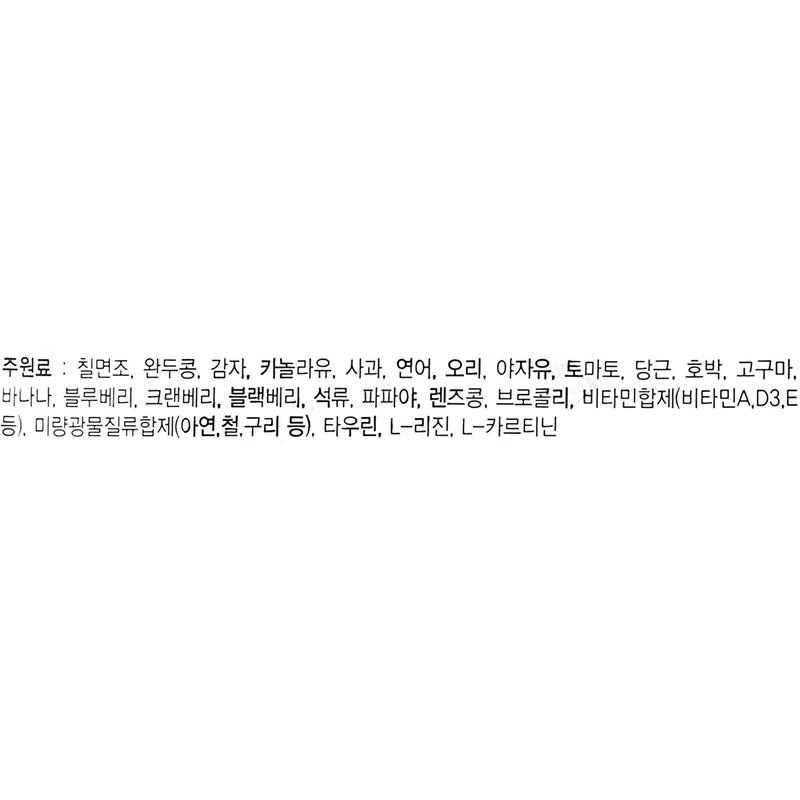 주원료 : 칠면조, 완두콩, 감자, 카놀라유, 사과, 연어, 오리, 야자유, 토마토, 당근, 호박, 고구마,
바나나, 블루베리, 크랜베리, 블랙베리, 석류, 파파야, 렌즈콩, 브로콜리, 비타민합제(비타민A,D3,E
등), 미량광물질류합제(아연,철,구리 등), 타우린, L-리진, L-카르티닌